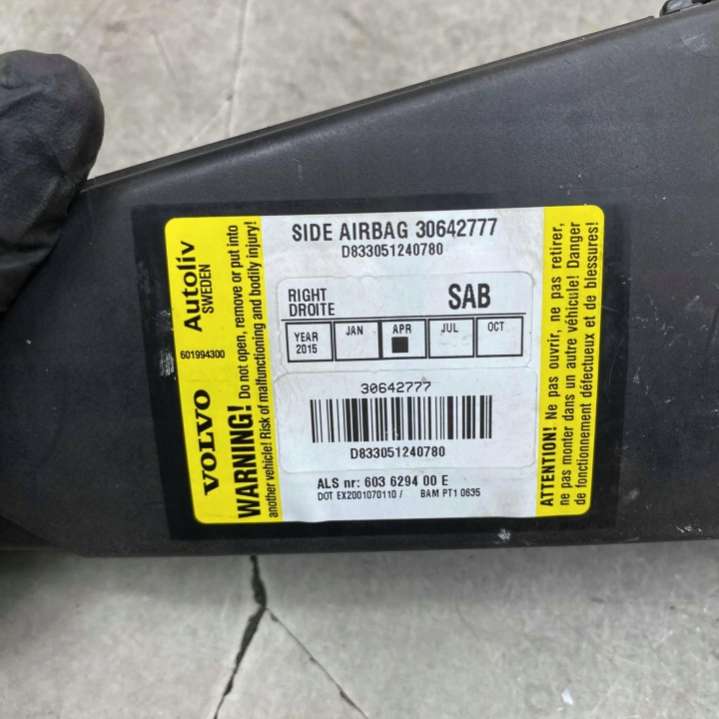 Autoliv
SWEDEN
601994300
VOLVO
WARNING! Do not open, remove or put into
another vehicle! Risk of malfunctioning and bodily injury!
SIDE AIRBAG 30642777
D833051240780
RIGHT
DROITE
SAB
YEAR
2015
JAN
APR
JUL
OCT
30642777
D833051240780
ALS nr: 603 6294 00 E
DOT EX2001070110 / BAM PT1 0635
ATTENTION! Ne pas ouvrir, ne pas retirer,
ne pas monter dans un autre véhicule! Danger
de fonctionnement défectueux et de blessures!